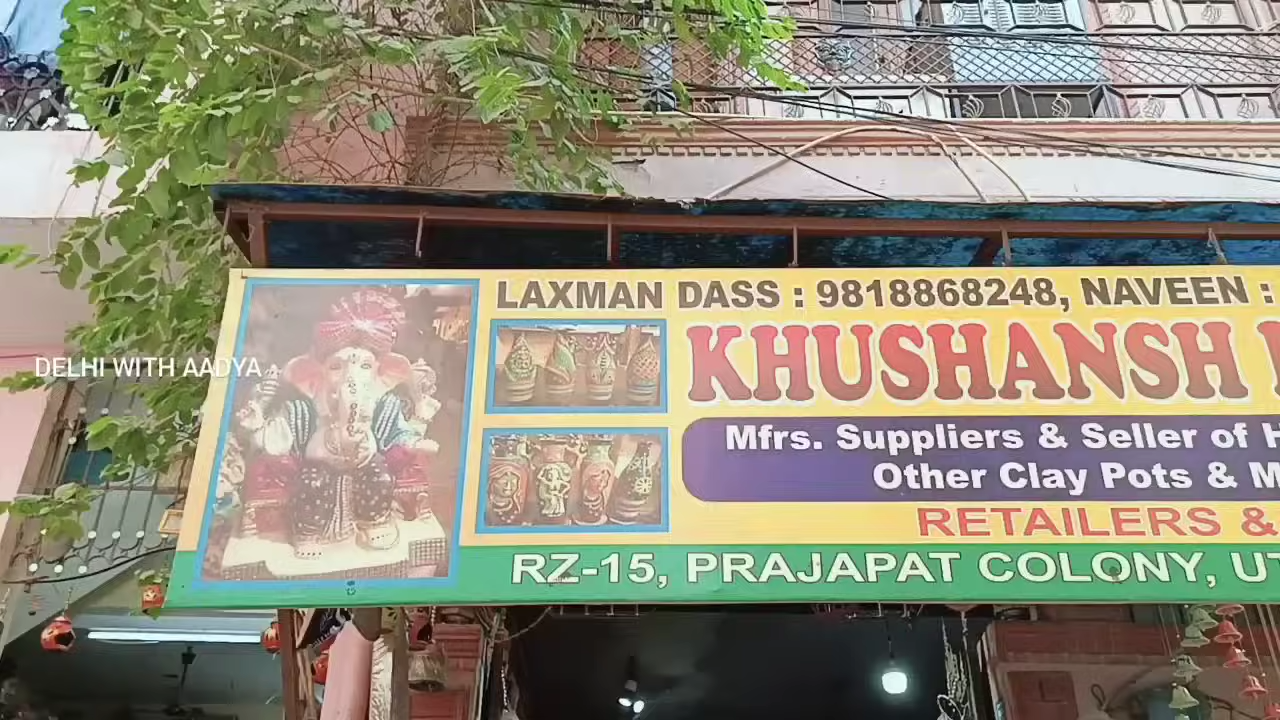 LAXMAN DASS : 9818868248, NAVEEN :
KHUSHANSH
DELHI WITH AADYA
Mfrs. Suppliers & Seller of
Other Clay Pots &
RETAILERS &
RZ-15, PRAJAPAT COLONY,